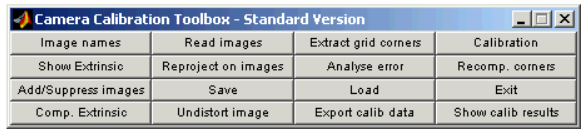 Camera Calibration Toolbox - Standard Version
Image names Read images Extract grid corners Calibration
Show Extrinsic Reproject on images Analyse error Recomp. corners
Add/Suppress images Save Load Exit
Comp. Extrinsic Undistort image Export calib data Show calib results